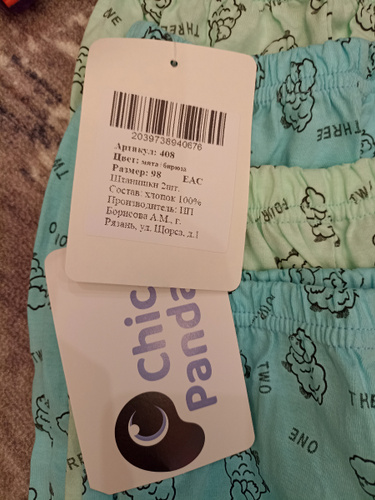 2039738940676
Артикул: 408
Цвет: мята/бирюза
Размер: 98 EAC
Штанишки 2шт.
Состав: хлопок 100%
Производитель: ИП
Борисова А.М., г.
Рязань, ул. Щорса, д.1
Chic
Panda
THREE
THREE
FOUR
TWO
ONE